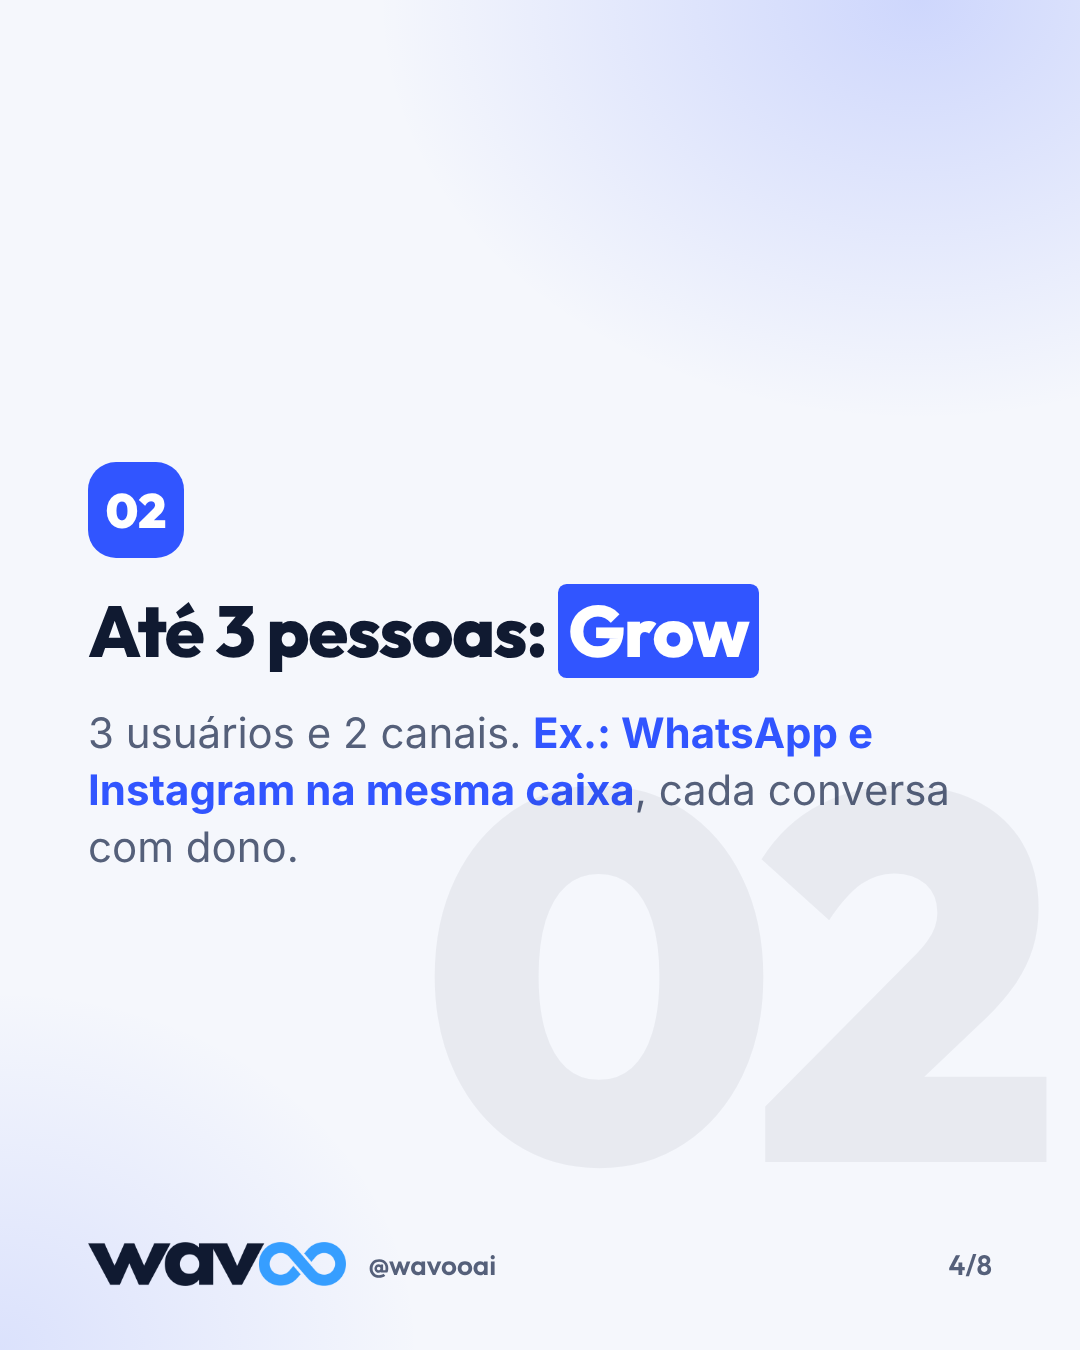 02
Até 3 pessoas: Grow
3 usuários e 2 canais. Ex.: WhatsApp e
Instagram na mesma caixa, cada conversa
com dono.
02
wavoo @wavooai
4/8